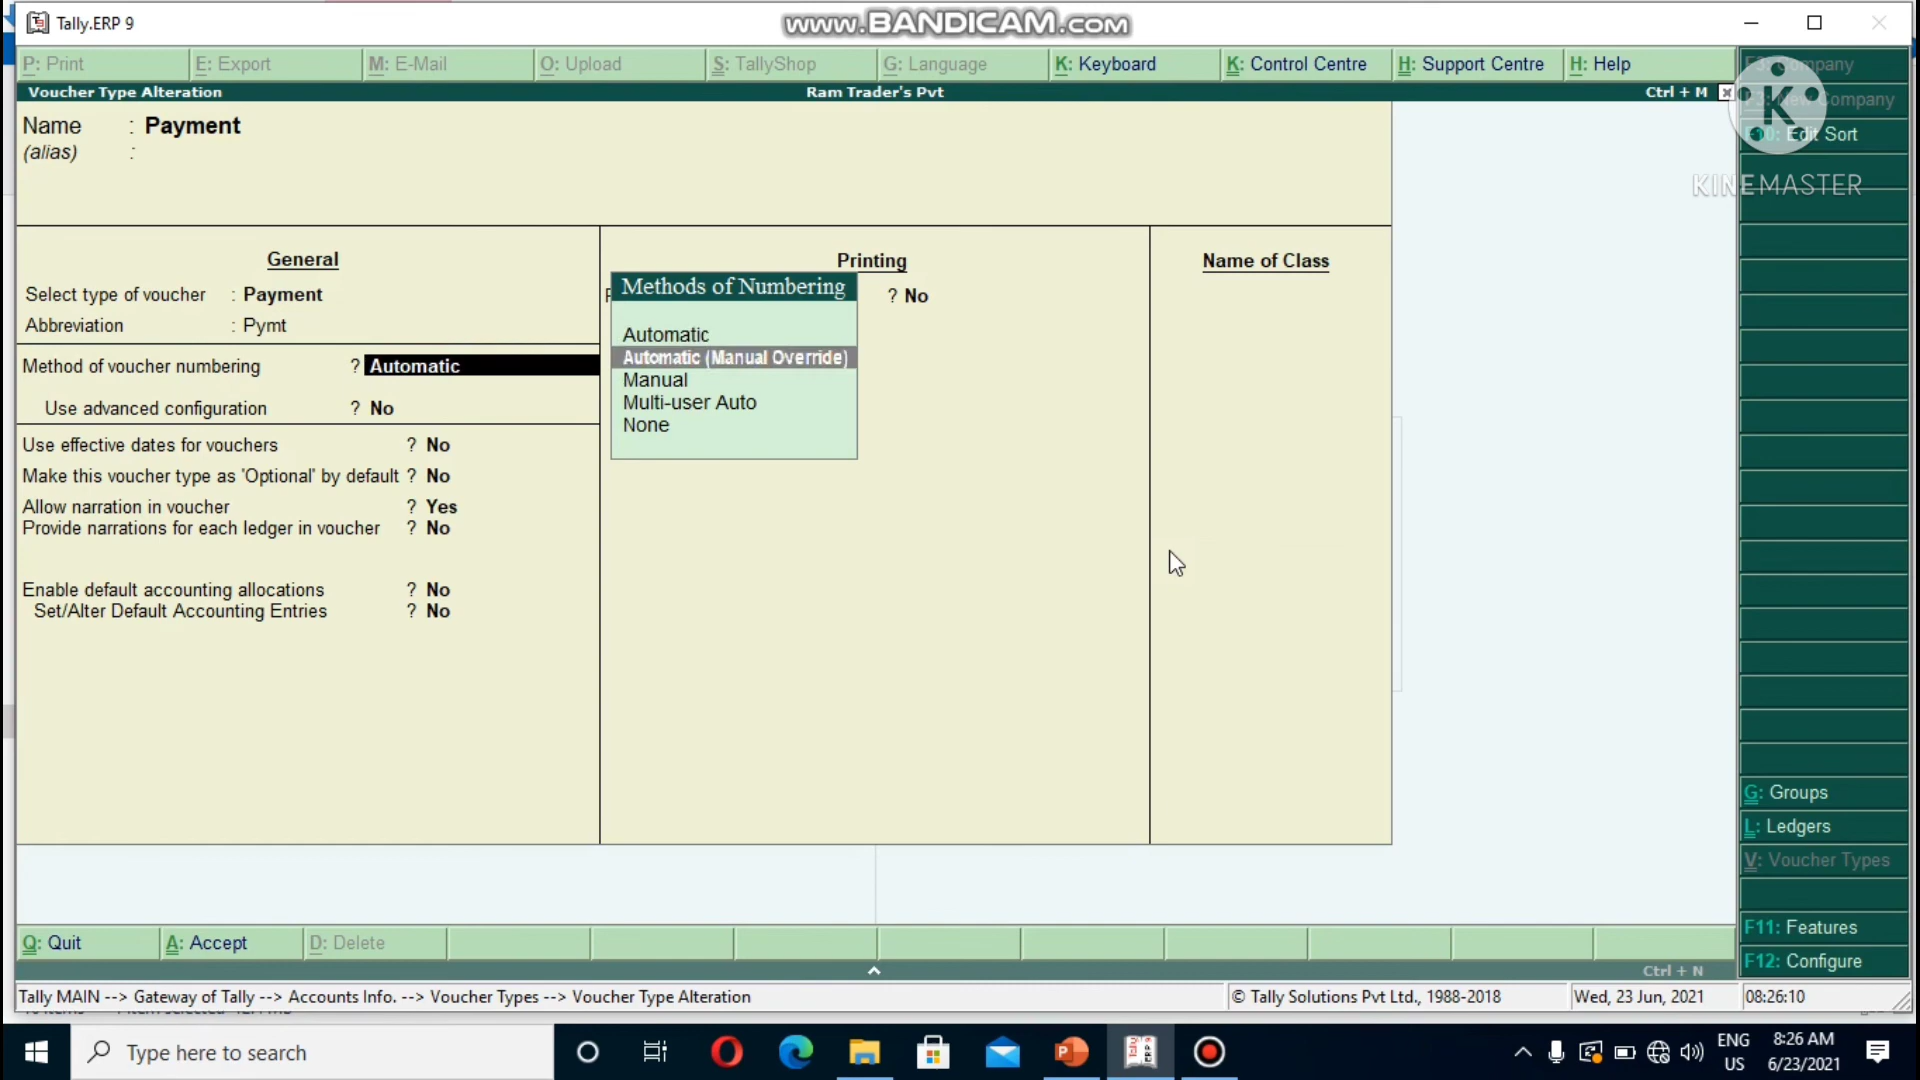 www.BANDICAM.com
Tally.ERP 9
P: Print
E: Export
M: E-Mail
O: Upload
S: TallyShop
G: Language
K: Keyboard
K: Control Centre
H: Support Centre
H: Help
Voucher Type Alteration
Ram Trader's Pvt
Ctrl + M
Company
New Company
F10: Edit Sort
K
KINEMASTER
Name : Payment
(alias) :
General
Printing
Name of Class
Select type of voucher : Payment
Abbreviation : Pymt
? No
Methods of Numbering
Automatic
Automatic (Manual Override)
Manual
Multi-user Auto
None
Method of voucher numbering ? Automatic
Use advanced configuration ? No
Use effective dates for vouchers ? No
Make this voucher type as 'Optional' by default ? No
Allow narration in voucher ? Yes
Provide narrations for each ledger in voucher ? No
Enable default accounting allocations ? No
Set/Alter Default Accounting Entries ? No
G: Groups
L: Ledgers
V: Voucher Types
F11: Features
F12: Configure
Q: Quit
A: Accept
D: Delete
Ctrl + N
Tally MAIN --> Gateway of Tally --> Accounts Info. --> Voucher Types --> Voucher Type Alteration
© Tally Solutions Pvt Ltd., 1988-2018
Wed, 23 Jun, 2021
08:26:10
Type here to search
ENG
US
8:26 AM
6/23/2021